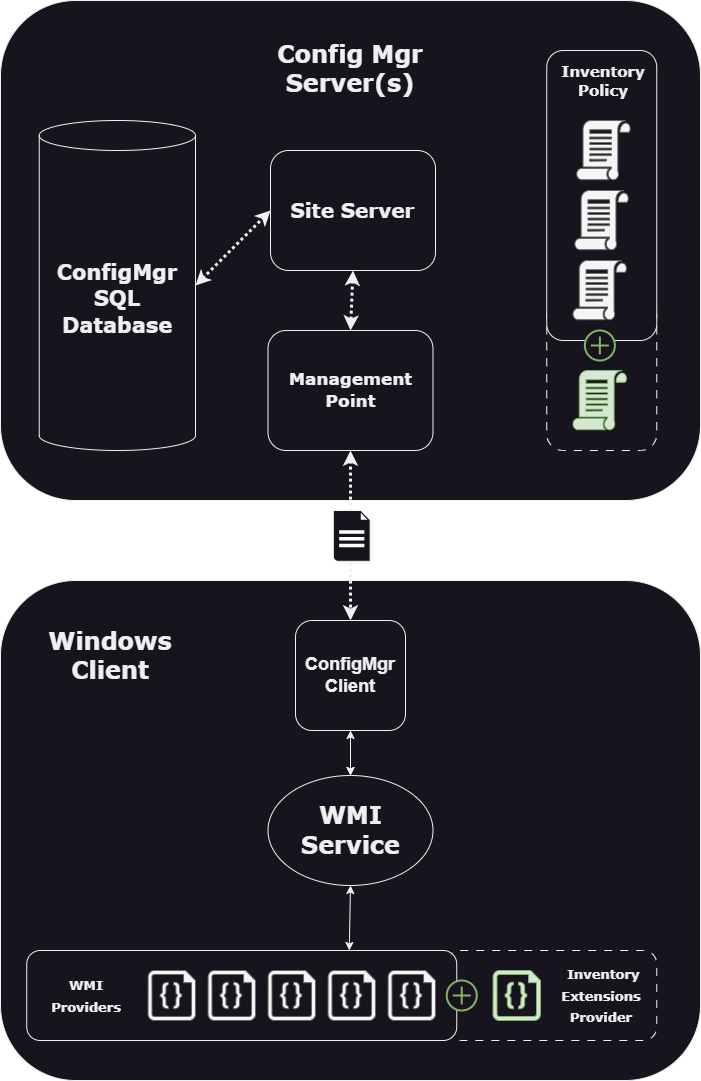 Config Mgr
Server(s)
Inventory
Policy
Site Server
ConfigMgr
SQL
Database
Management
Point
Windows
Client
ConfigMgr
Client
WMI
Service
WMI
Providers
{}
{}
{}
{}
{}
{}
Inventory
Extensions
Provider